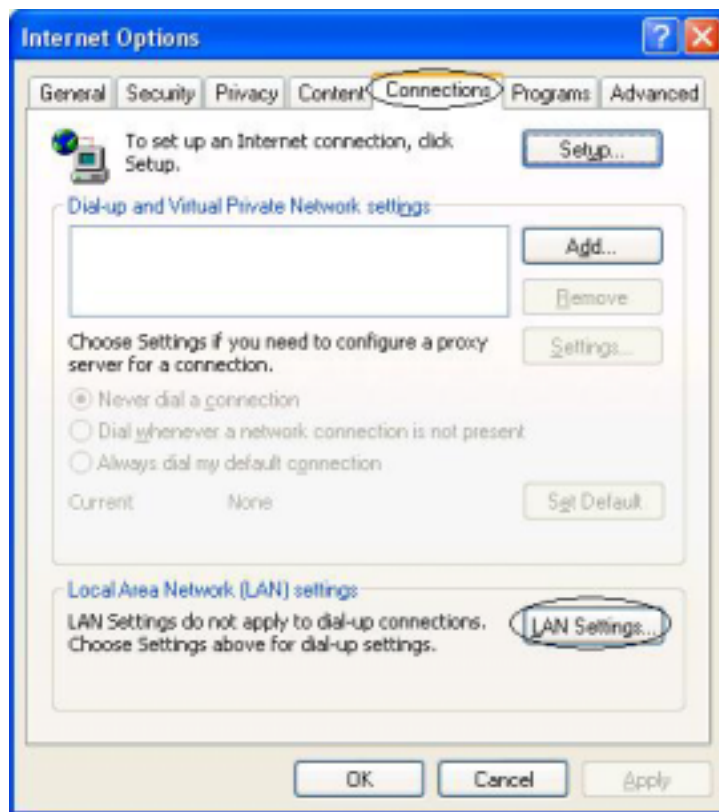 Internet Options
General Security Privacy Content Connections Programs Advanced
To set up an Internet connection, click
Setup.
Setup...
Dial-up and Virtual Private Network settings
Add...
Remove
Choose Settings if you need to configure a proxy
server for a connection.
Settings...
Never dial a connection
Dial whenever a network connection is not present
Always dial my default connection
Current None
Set Default
Local Area Network (LAN) settings
LAN Settings do not apply to dial-up connections.
Choose Settings above for dial-up settings.
LAN Settings...
OK Cancel Apply